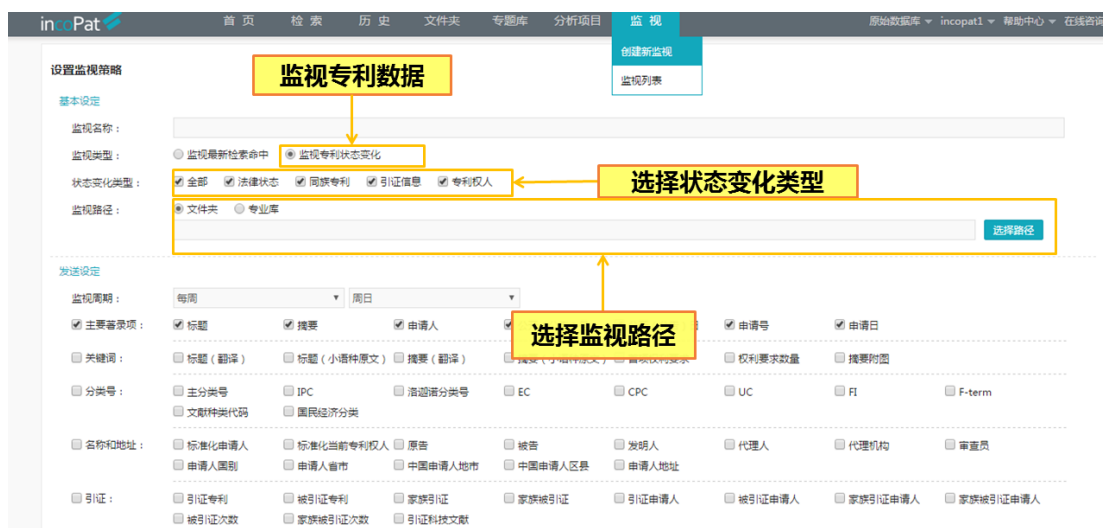 incoPat 首 页 检 索 历 史 文件夹 专题库 分析项目 监 视 原始数据库 incopat1 帮助中心 在线咨询
创建新监视
监视列表
设置监视策略
监视专利数据
基本设定
监视名称：
监视类型： 监视最新检索命中 监视专利状态变化
状态变化类型： 全部 法律状态 同族专利 引证信息 专利权人
选择状态变化类型
监视路径： 文件夹 专业库
选择路径
发送设定
监视周期： 每周 周日
主要著录项： 标题 摘要 申请人 申请号 申请日
选择监视路径
关键词： 标题（翻译） 标题（小语种原文） 摘要（翻译） 权利要求数量 摘要附图
分类号： 主分类号 IPC 洛迦诺分类号 EC CPC UC FI F-term
文献种类代码 国民经济分类
名称和地址： 标准化申请人 标准化当前专利权人 原告 被告 发明人 代理人 代理机构 审查员
申请人国别 申请人省市 中国申请人地市 中国申请人区县 申请人地址
引证： 引证专利 被引证专利 家族引证 家族被引证 引证申请人 被引证申请人 家族引证申请人 家族被引证申请人
被引证次数 家族被引证次数 引证科技文献